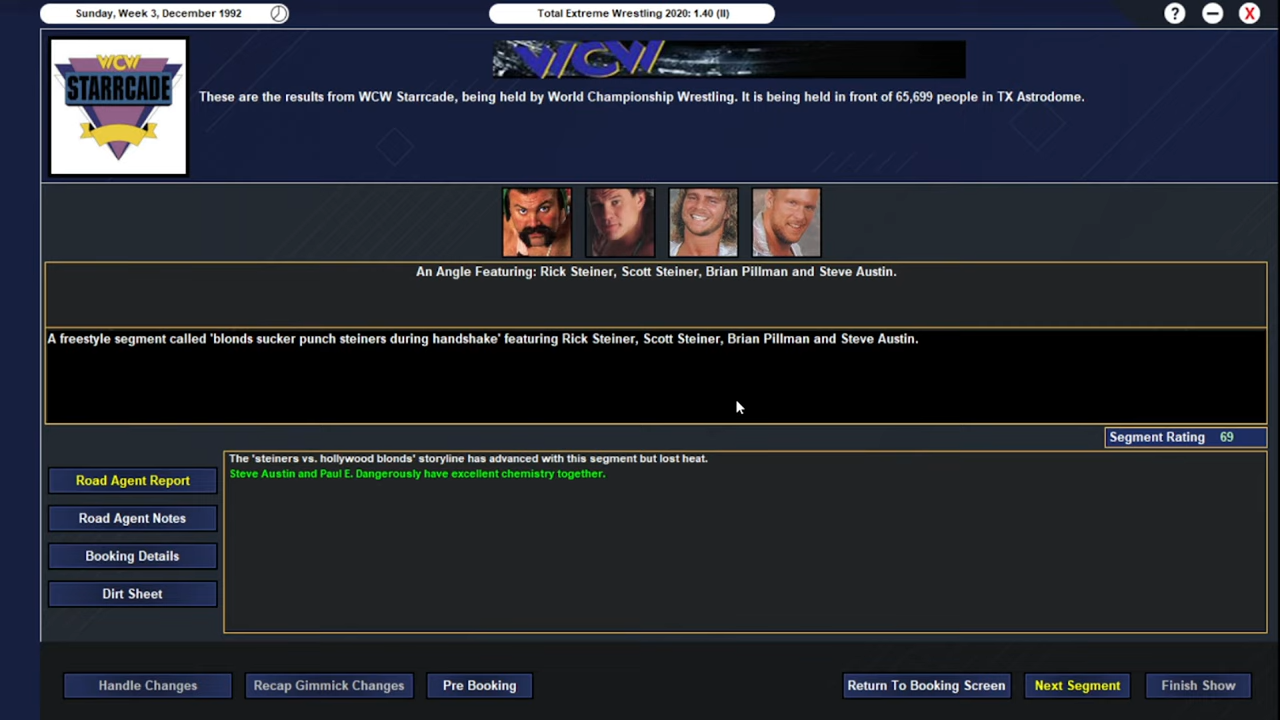 Sunday, Week 3, December 1992
Total Extreme Wrestling 2020: 1.40 (II)
?
X
WCW
STARRCADE
WCW
These are the results from WCW Starrcade, being held by World Championship Wrestling. It is being held in front of 65,699 people in TX Astrodome.
An Angle Featuring: Rick Steiner, Scott Steiner, Brian Pillman and Steve Austin.
A freestyle segment called 'blonds sucker punch steiners during handshake' featuring Rick Steiner, Scott Steiner, Brian Pillman and Steve Austin.
Segment Rating 69
The 'steiners vs. hollywood blonds' storyline has advanced with this segment but lost heat.
Steve Austin and Paul E. Dangerously have excellent chemistry together.
Road Agent Report
Road Agent Notes
Booking Details
Dirt Sheet
Handle Changes
Recap Gimmick Changes
Pre Booking
Return To Booking Screen
Next Segment
Finish Show